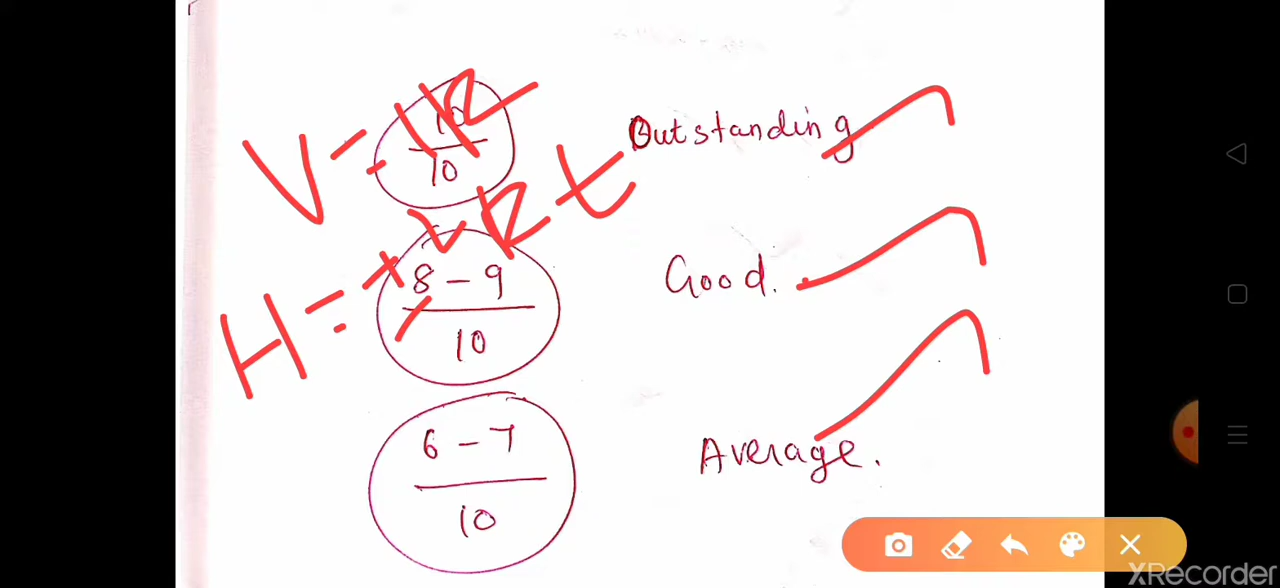 V = IR
10/10 Outstanding
H = I²Rt
8-9/10 Good.
6-7/10 Average.
XRecorder